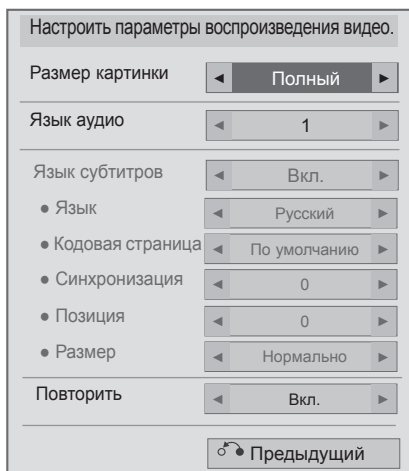 Настроить параметры воспроизведения видео.
Размер картинки ◄ Полный ►
Язык аудио ◄ 1 ►
Язык субтитров ◄ Вкл. ►
● Язык ◄ Русский ►
● Кодовая страница ◄ По умолчанию ►
● Синхронизация ◄ 0 ►
● Позиция ◄ 0 ►
● Размер ◄ Нормально ►
Повторить ◄ Вкл. ►
Предыдущий